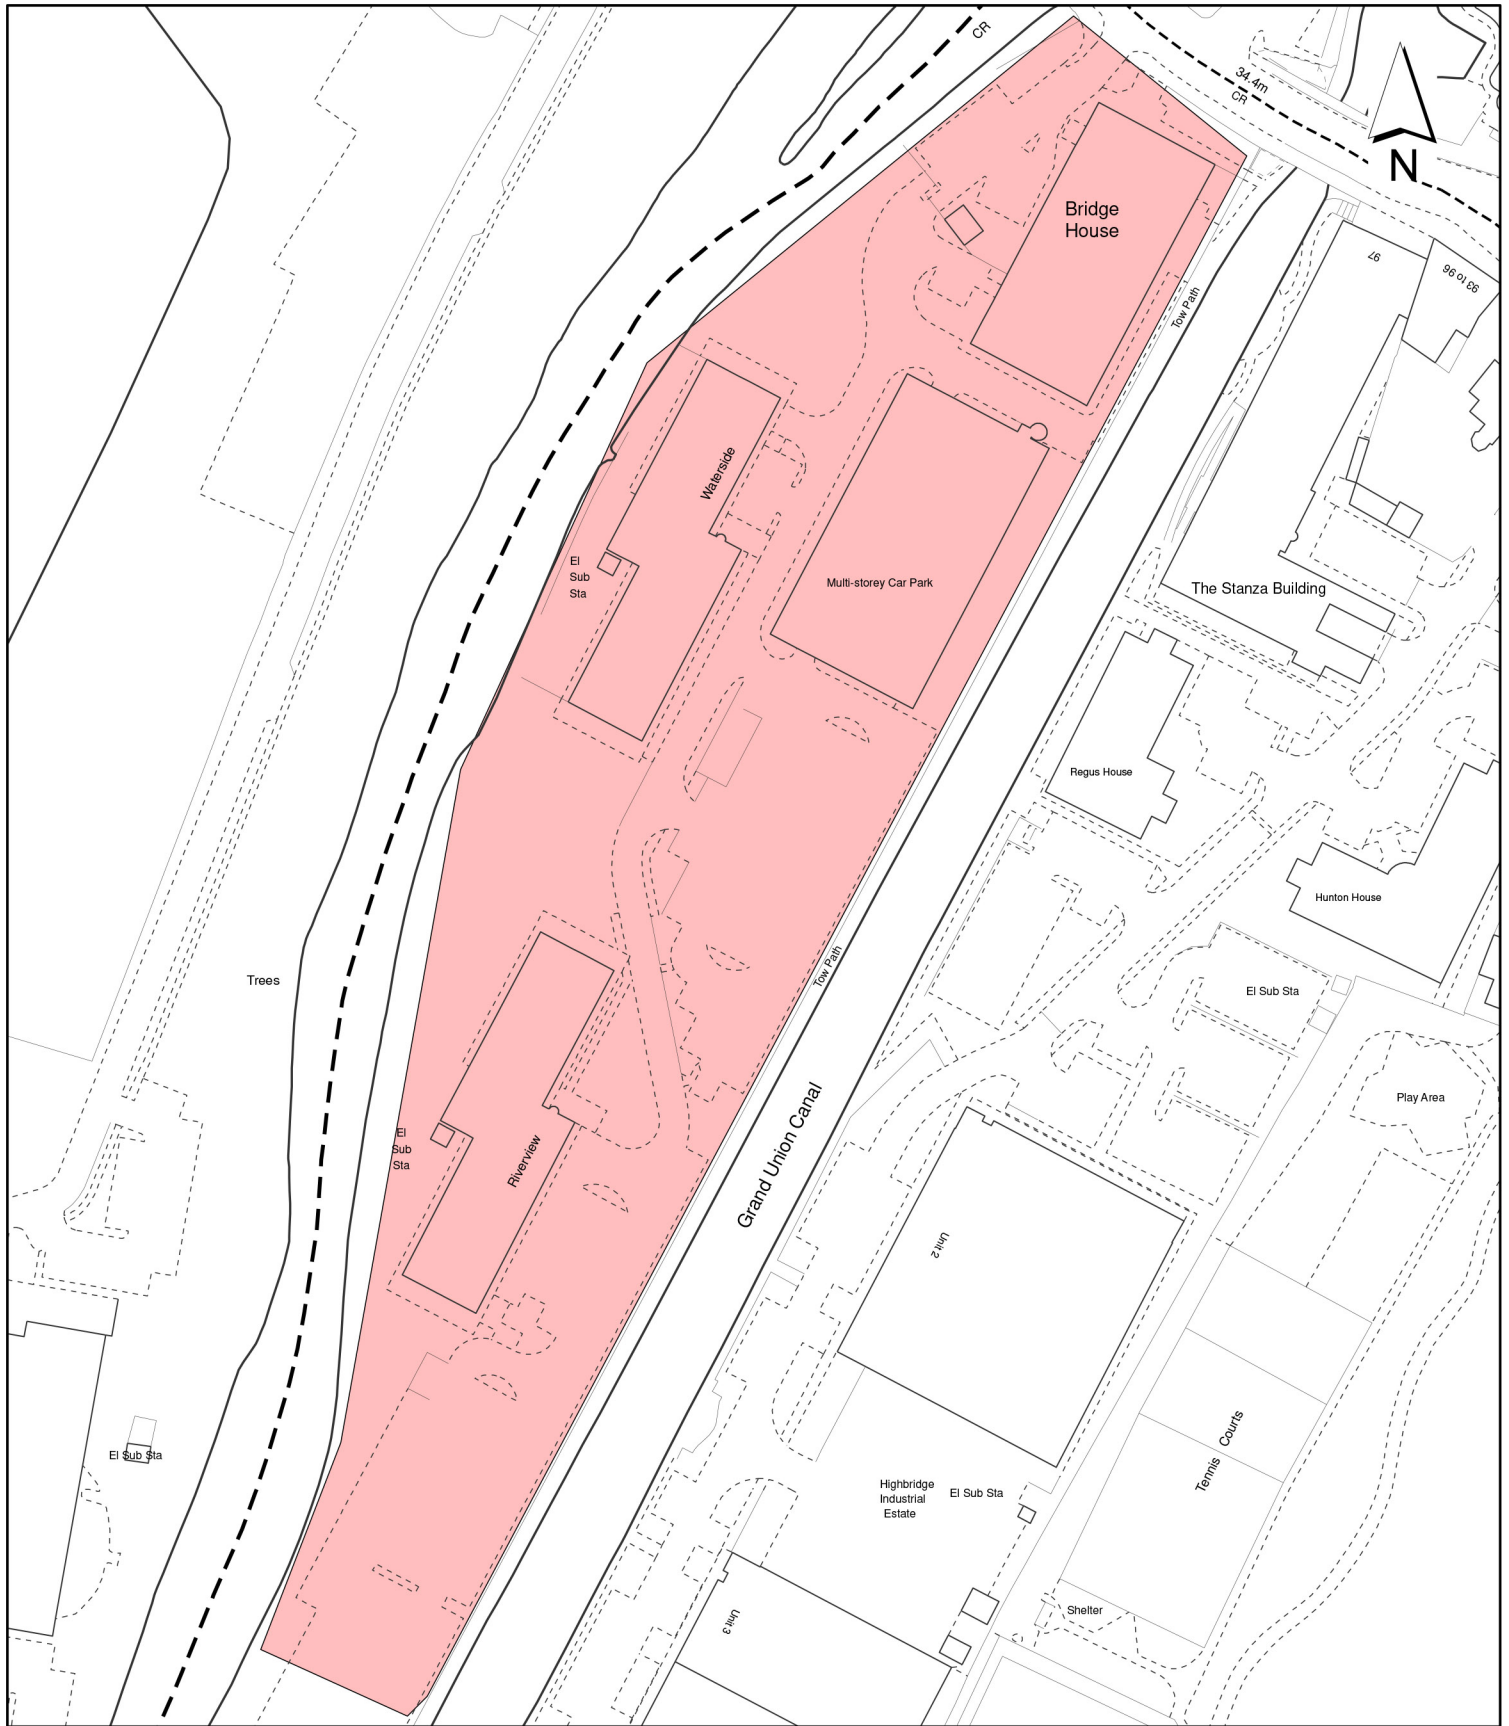 CR
34.4m
CR
N
Bridge
House
97
93 to 96
Tow Path
Waterside
El
Sub
Sta
Multi-storey Car Park
The Stanza Building
Regus House
Hunton House
Trees
Tow Path
El Sub Sta
Play Area
El
Sub
Sta
Riverview
Grand Union Canal
Unit 2
El Sub Sta
Tennis Courts
Highbridge
Industrial
Estate
El Sub Sta
Shelter
Unit 3